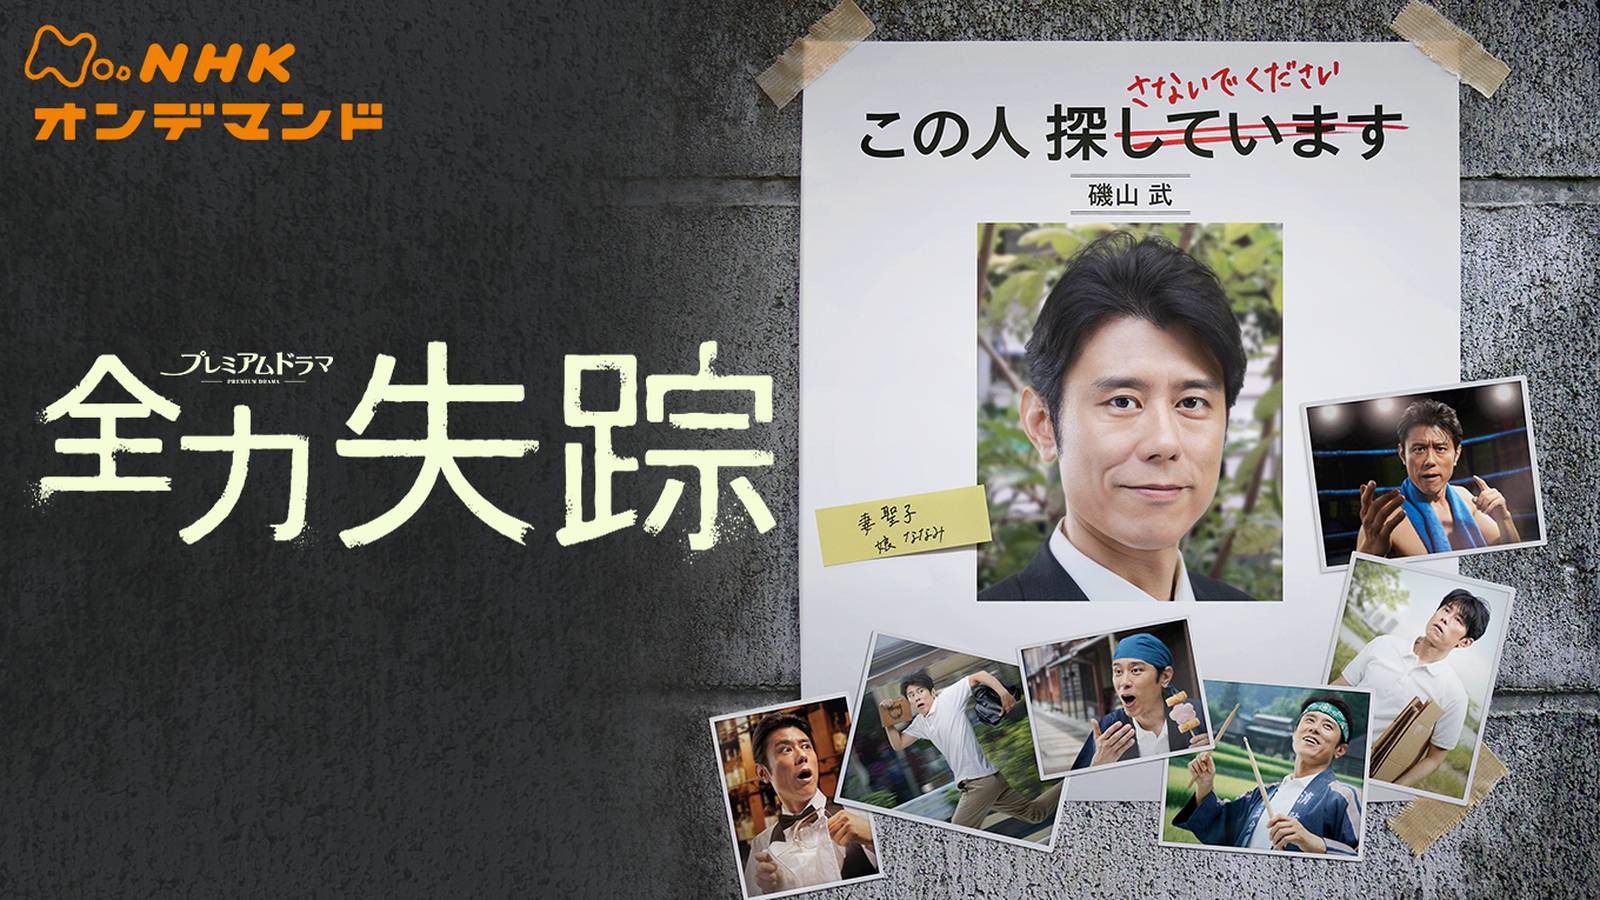 NHK
オンデマンド
プレミアムドラマ
PREMIUM DRAMA
全力失踪
さないでください
この人 探しています
磯山 武
妻 聖子
娘 ななみ